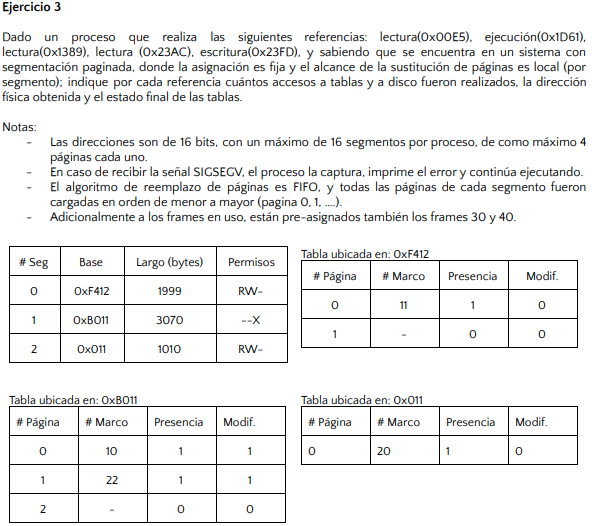 Ejercicio 3
Dado un proceso que realiza las siguientes referencias: lectura(0x00E5), ejecución(0x1D61),
lectura(0x1389), lectura (0x23AC), escritura(0x23FD), y sabiendo que se encuentra en un sistema con
segmentación paginada, donde la asignación es fija y el alcance de la sustitución de páginas es local (por
segmento); indique por cada referencia cuántos accesos a tablas y a disco fueron realizados, la dirección
física obtenida y el estado final de las tablas.
Notas:
- Las direcciones son de 16 bits, con un máximo de 16 segmentos por proceso, de como máximo 4
páginas cada uno.
- En caso de recibir la señal SIGSEGV, el proceso la captura, imprime el error y continúa ejecutando.
- El algoritmo de reemplazo de páginas es FIFO, y todas las páginas de cada segmento fueron
cargadas en orden de menor a mayor (pagina 0, 1, ....).
- Adicionalmente a los frames en uso, están pre-asignados también los frames 30 y 40.
# Seg Base Largo (bytes) Permisos
0 0xF412 1999 RW-
1 0xB011 3070 --X
2 0x011 1010 RW-
Tabla ubicada en: 0xF412
# Página # Marco Presencia Modif.
0 11 1 0
1 - 0 0
Tabla ubicada en: 0xB011
# Página # Marco Presencia Modif.
0 10 1 1
1 22 1 1
2 - 0 0
Tabla ubicada en: 0x011
# Página # Marco Presencia Modif.
0 20 1 0